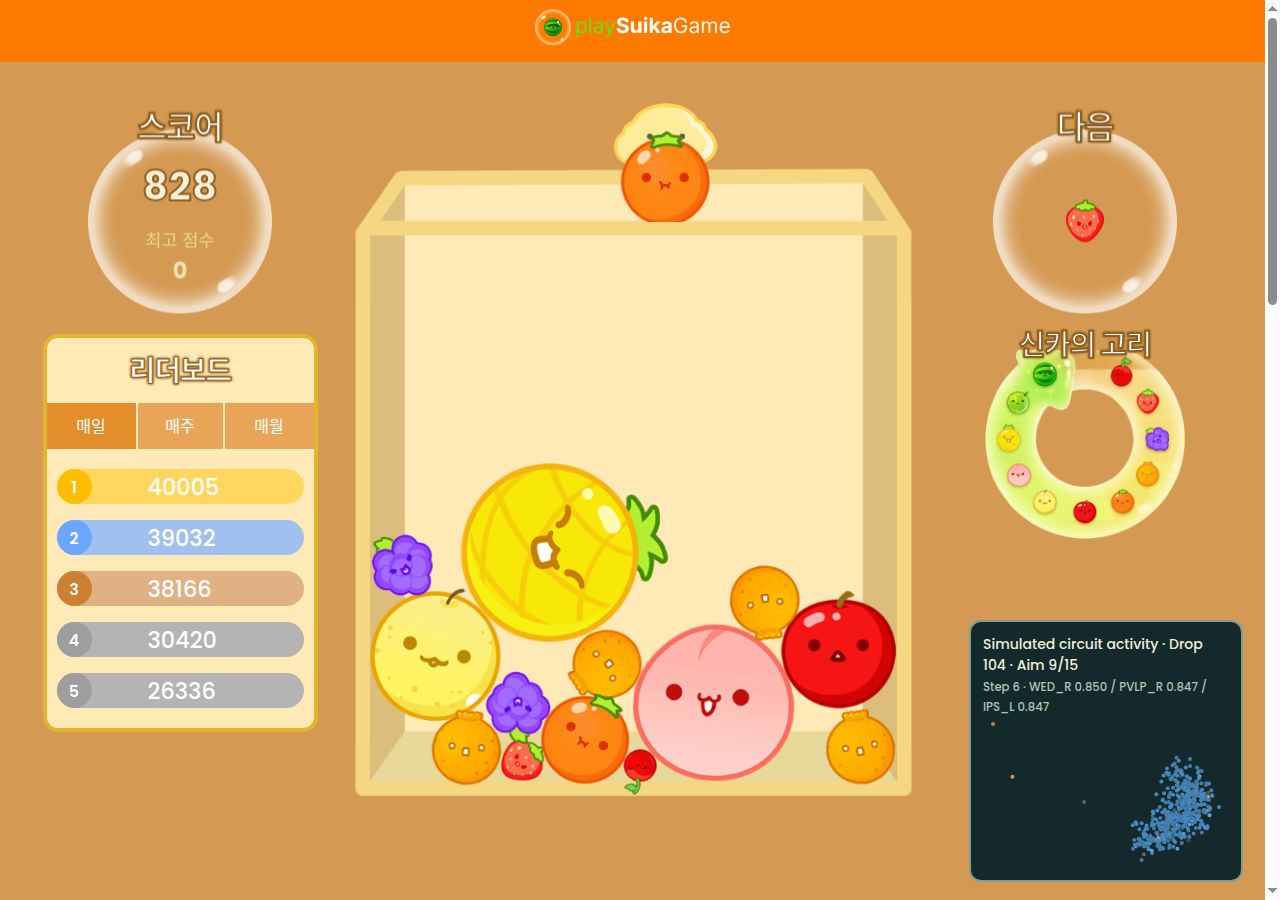 playSuikaGame
스코어
828
최고 점수
0
리더보드
매일 매주 매월
1 40005
2 39032
3 38166
4 30420
5 26336
다음
신카의 고리
Simulated circuit activity · Drop
104 · Aim 9/15
Step 6 · WED_R 0.850 / PVLP_R 0.847 /
IPS_L 0.847